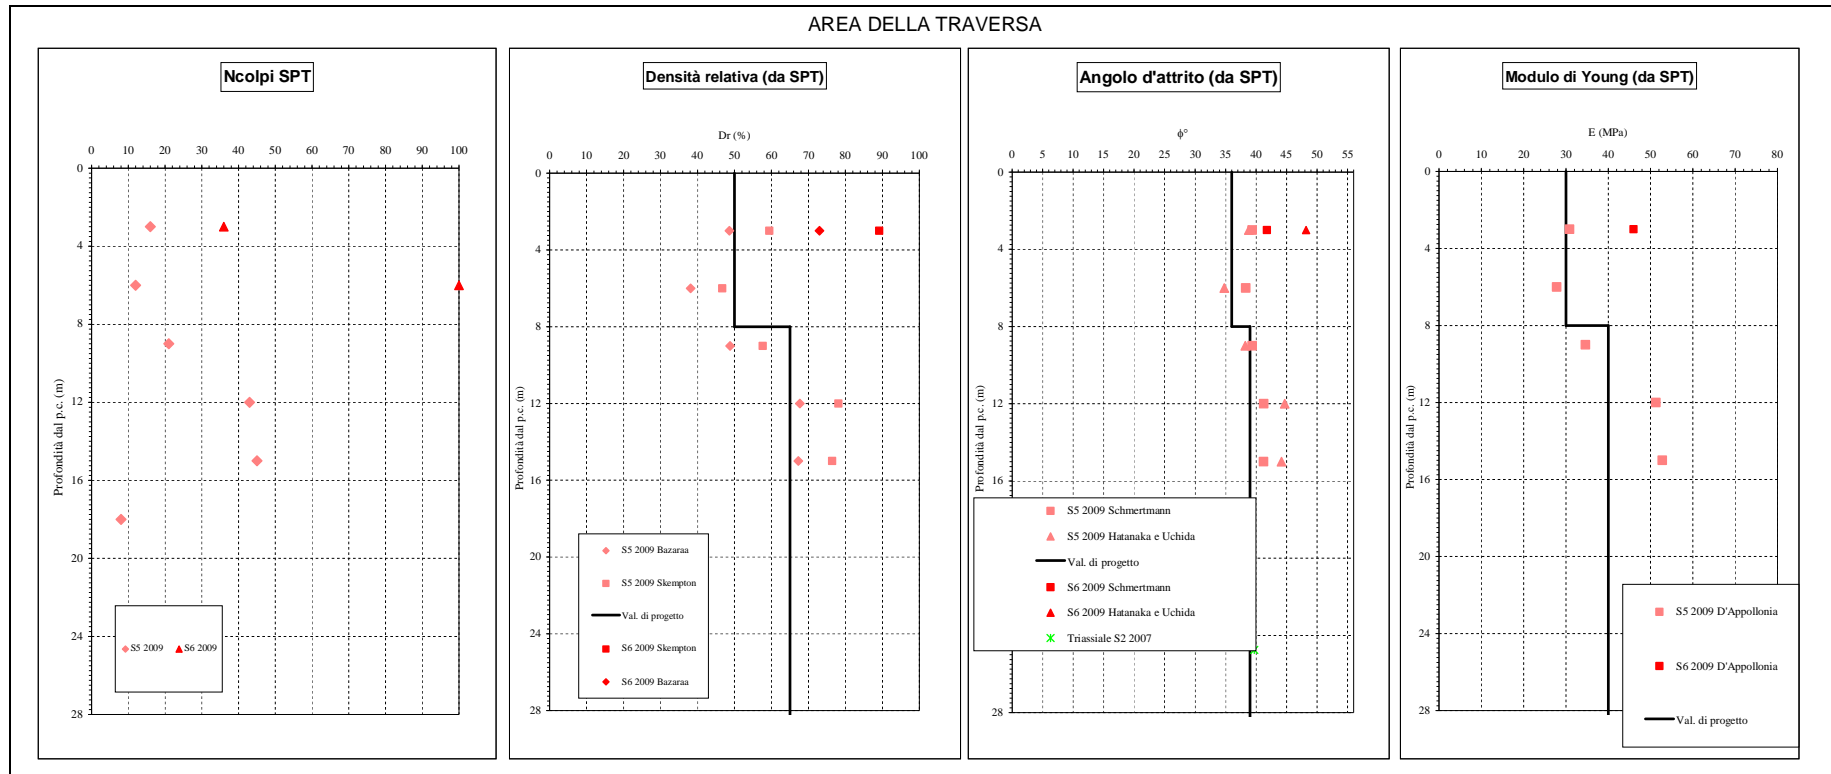 AREA DELLA TRAVERSA
Ncolpi SPT
0 10 20 30 40 50 60 70 80 90 100
0
4
8
12
16
20
24
28
Profondità dal p.c. (m)
S5 2009 S6 2009
Densità relativa (da SPT)
Dr (%)
0 10 20 30 40 50 60 70 80 90 100
0
4
8
12
16
20
24
28
Profondità dal p.c. (m)
S5 2009 Bazaraa
S5 2009 Skempton
Val. di progetto
S6 2009 Skempton
S6 2009 Bazaraa
Angolo d'attrito (da SPT)
ϕ°
0 5 10 15 20 25 30 35 40 45 50 55
0
4
8
12
16
28
Profondità dal p.c. (m)
S5 2009 Schmertmann
S5 2009 Hatanaka e Uchida
Val. di progetto
S6 2009 Schmertmann
S6 2009 Hatanaka e Uchida
Triassiale S2 2007
Modulo di Young (da SPT)
E (MPa)
0 10 20 30 40 50 60 70 80
0
4
8
12
16
20
24
28
Profondità dal p.c. (m)
S5 2009 D'Appollonia
S6 2009 D'Appollonia
Val. di progetto